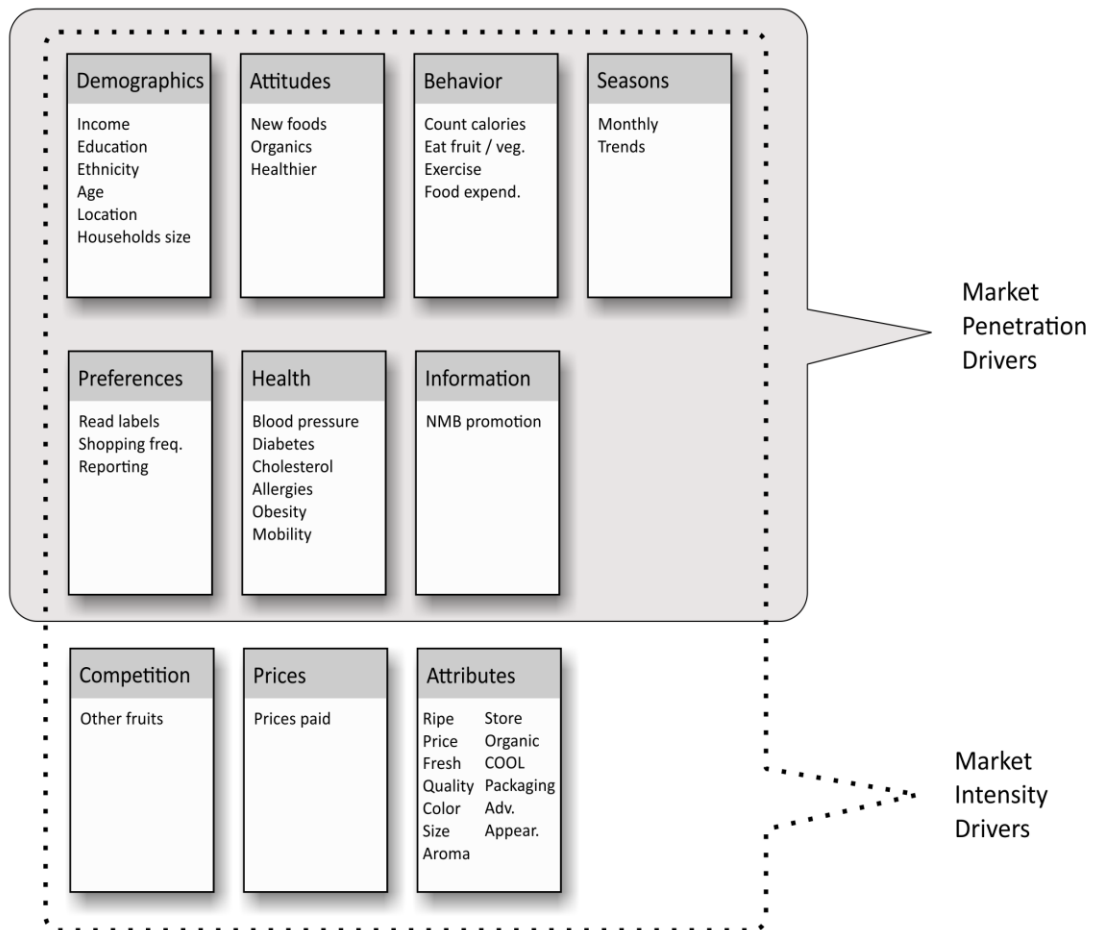 Demographics
Income
Education
Ethnicity
Age
Location
Households size
Attitudes
New foods
Organics
Healthier
Behavior
Count calories
Eat fruit / veg.
Exercise
Food expend.
Seasons
Monthly
Trends
Market
Penetration
Drivers
Preferences
Read labels
Shopping freq.
Reporting
Health
Blood pressure
Diabetes
Cholesterol
Allergies
Obesity
Mobility
Information
NMB promotion
Competition
Other fruits
Prices
Prices paid
Attributes
Ripe Store
Price Organic
Fresh COOL
Quality Packaging
Color Adv.
Size Appear.
Aroma
Market
Intensity
Drivers